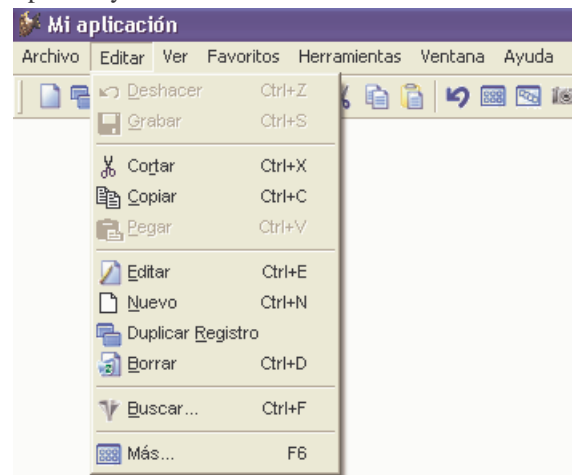 Mi aplicación
Archivo Editar Ver Favoritos Herramientas Ventana Ayuda
Deshacer Ctrl+Z
Grabar Ctrl+S
Cortar Ctrl+X
Copiar Ctrl+C
Pegar Ctrl+V
Editar Ctrl+E
Nuevo Ctrl+N
Duplicar Registro
Borrar Ctrl+D
Buscar... Ctrl+F
Más... F6